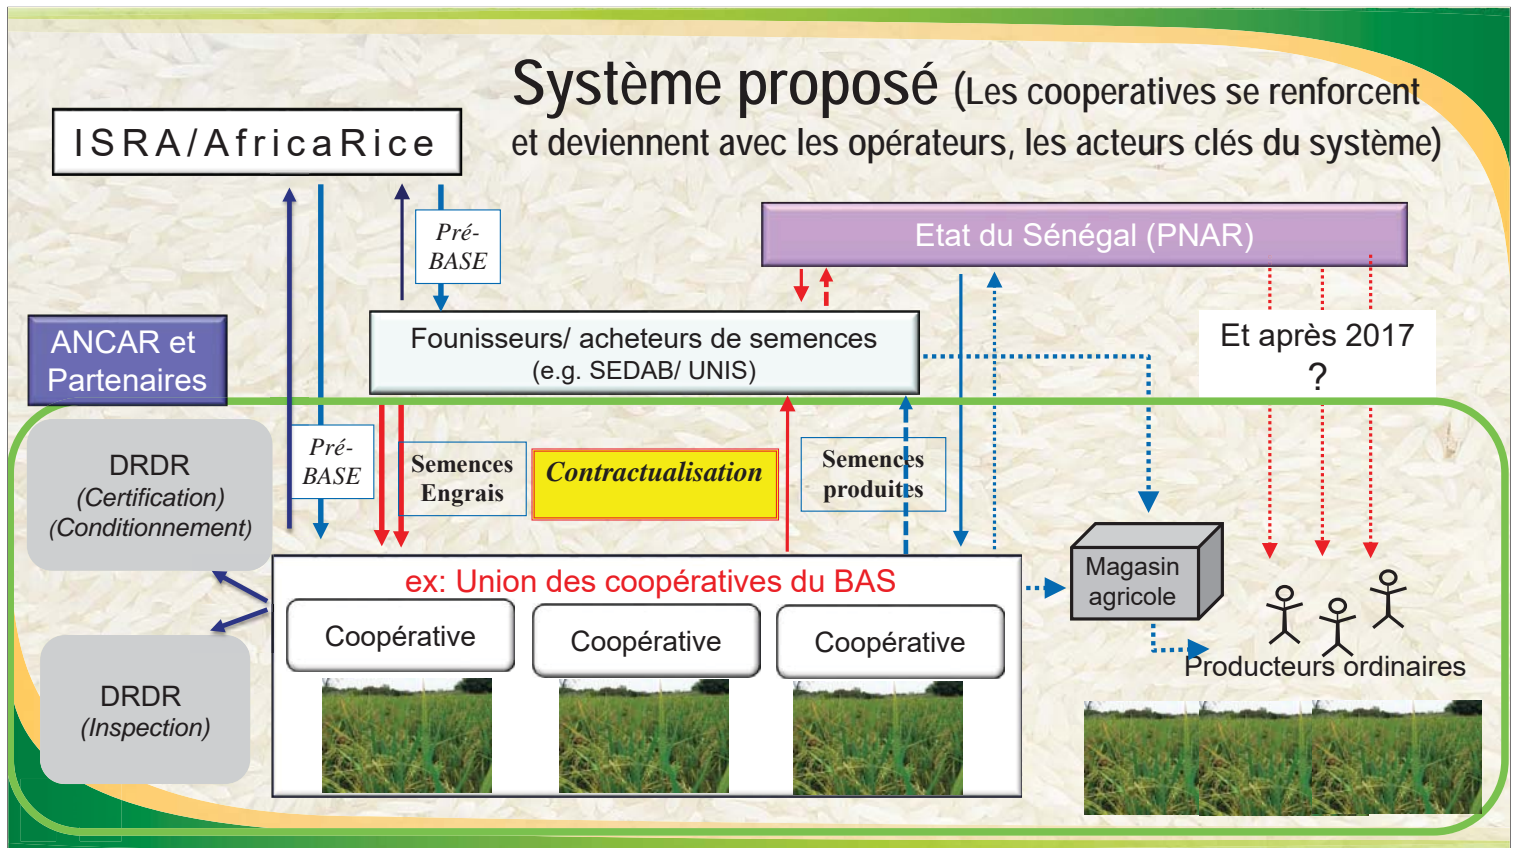 Système proposé (Les cooperatives se renforcent
et deviennent avec les opérateurs, les acteurs clés du système)
ISRA/AfricaRice
Pré-
BASE
Etat du Sénégal (PNAR)
ANCAR et
Partenaires
Founisseurs/ acheteurs de semences
(e.g. SEDAB/ UNIS)
Et après 2017
?
DRDR
(Certification)
(Conditionnement)
Pré-
BASE
Semences
Engrais
Contractualisation
Semences
produites
ex: Union des coopératives du BAS
Coopérative
Coopérative
Coopérative
Magasin
agricole
Producteurs ordinaires
DRDR
(Inspection)